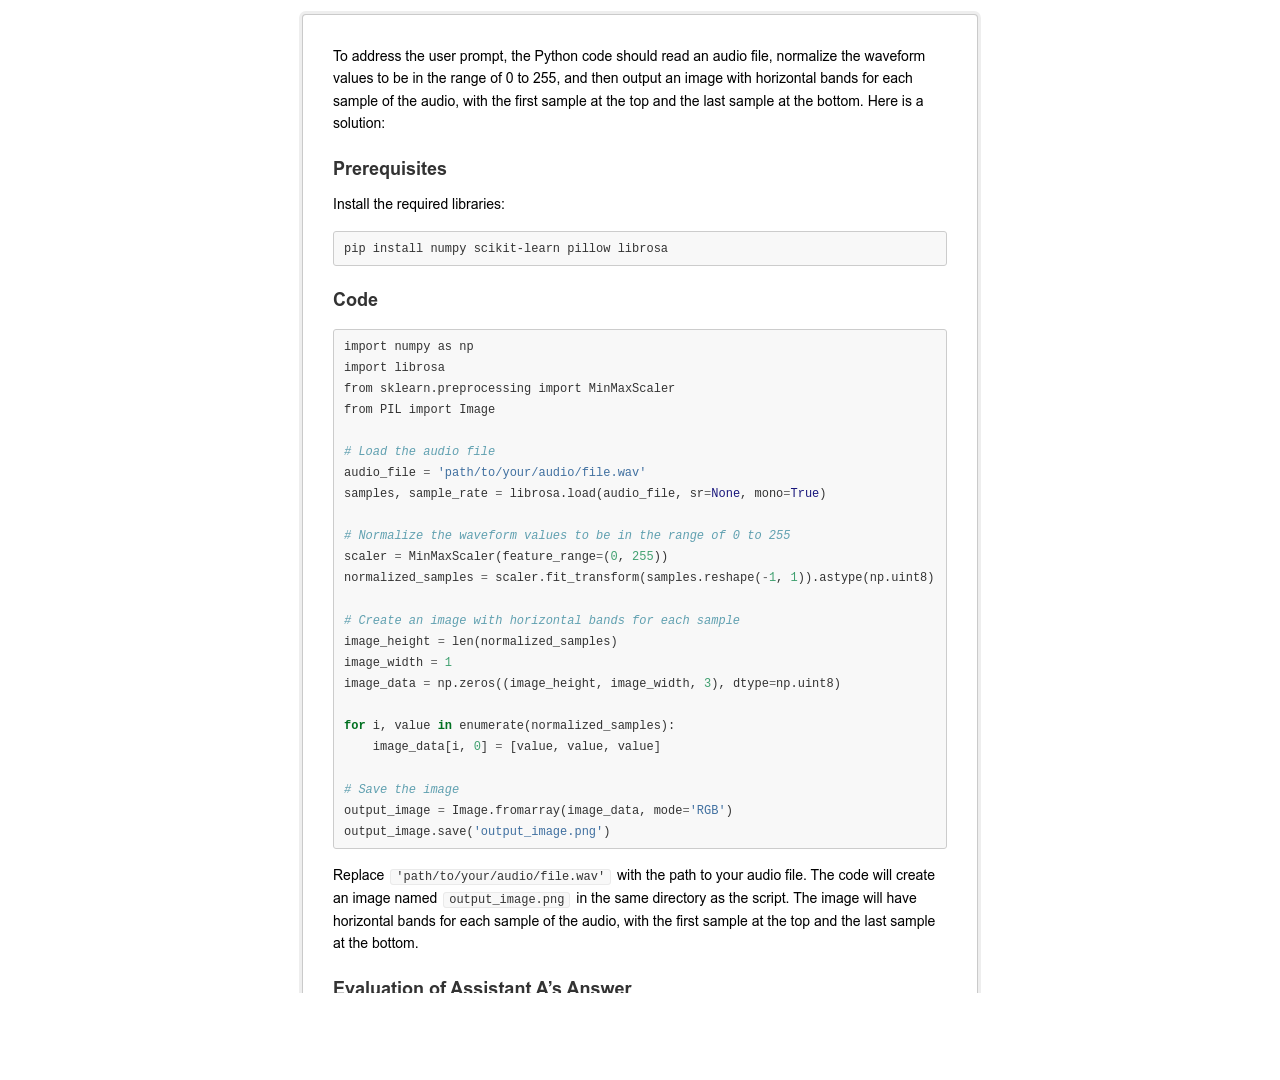 To address the user prompt, the Python code should read an audio file, normalize the waveform
values to be in the range of 0 to 255, and then output an image with horizontal bands for each
sample of the audio, with the first sample at the top and the last sample at the bottom. Here is a
solution:
Prerequisites
Install the required libraries:
pip install numpy scikit-learn pillow librosa
Code
import numpy as np
import librosa
from sklearn.preprocessing import MinMaxScaler
from PIL import Image
# Load the audio file
audio_file = 'path/to/your/audio/file.wav'
samples, sample_rate = librosa.load(audio_file, sr=None, mono=True)
# Normalize the waveform values to be in the range of 0 to 255
scaler = MinMaxScaler(feature_range=(0, 255))
normalized_samples = scaler.fit_transform(samples.reshape(-1, 1)).astype(np.uint8)
# Create an image with horizontal bands for each sample
image_height = len(normalized_samples)
image_width = 1
image_data = np.zeros((image_height, image_width, 3), dtype=np.uint8)
for i, value in enumerate(normalized_samples):
    image_data[i, 0] = [value, value, value]
# Save the image
output_image = Image.fromarray(image_data, mode='RGB')
output_image.save('output_image.png')
Replace 'path/to/your/audio/file.wav' with the path to your audio file. The code will create
an image named output_image.png in the same directory as the script. The image will have
horizontal bands for each sample of the audio, with the first sample at the top and the last sample
at the bottom.
Evaluation of Assistant A’s Answer